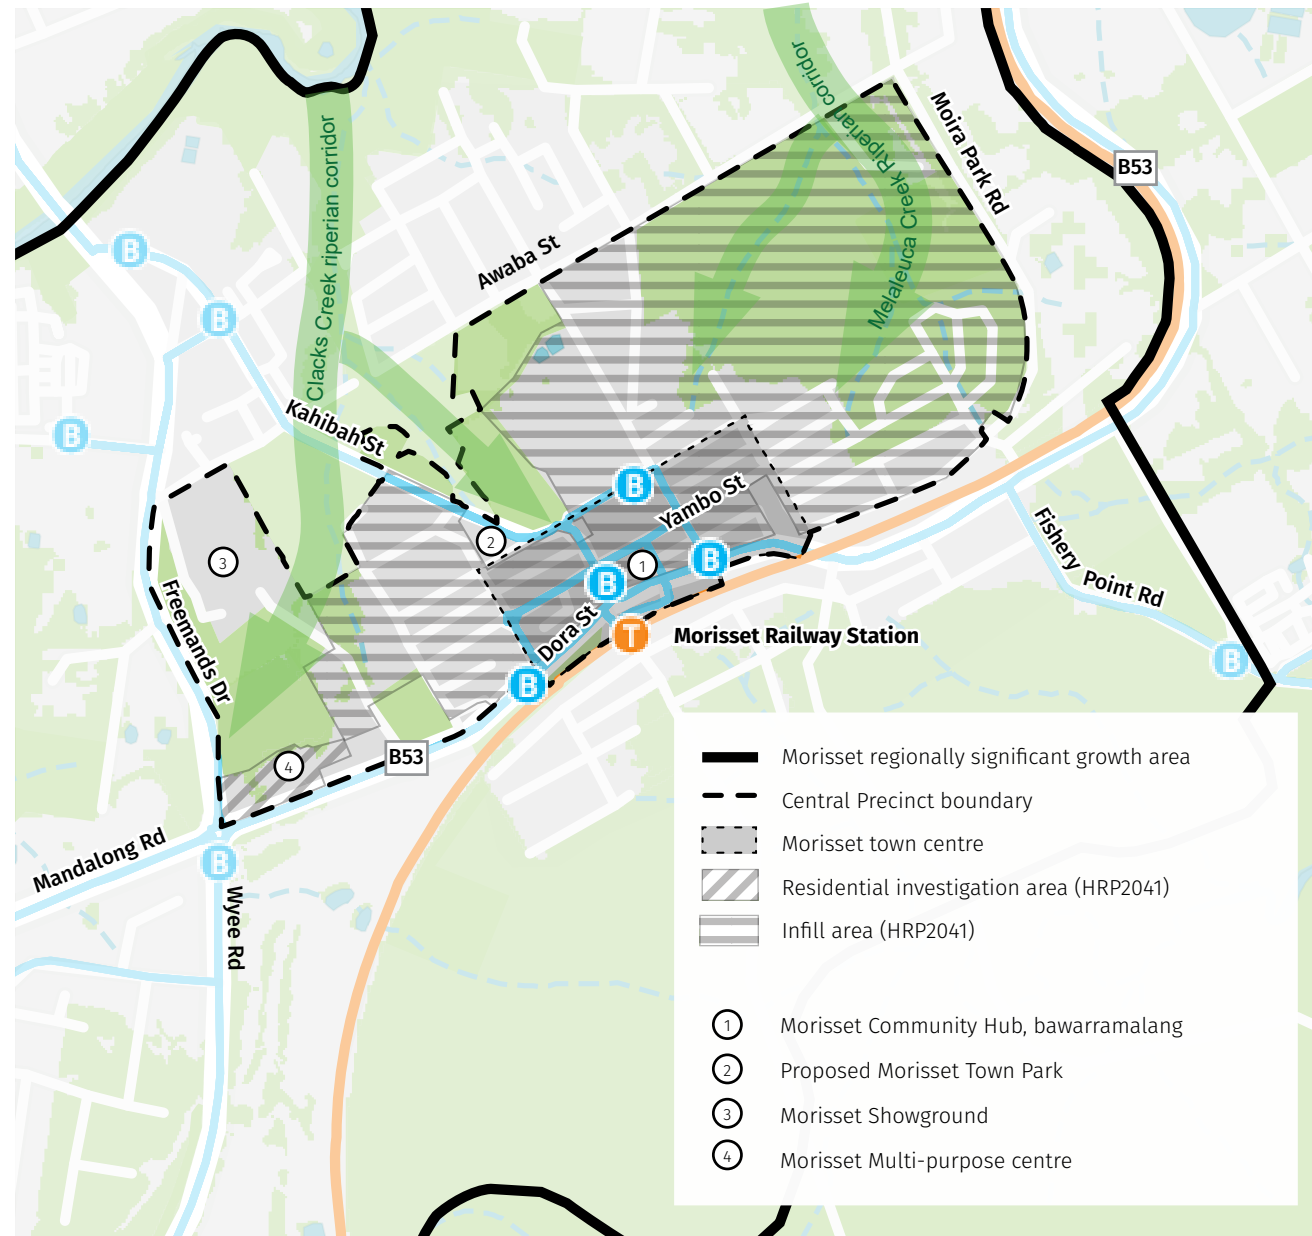 Clacks Creek riperian corridor
Melaleuca Creek Riperian corridor
Moira Park Rd
B53
Awaba St
B
B
B
Kahibah St
B
Yambo St
2
1
B
B
3
Freemands Dr
Dora St
T
Morisset Railway Station
Fishery Point Rd
B
B
B53
4
Mandalong Rd
B
Wyee Rd
Morisset regionally significant growth area
Central Precinct boundary
Morisset town centre
Residential investigation area (HRP2041)
Infill area (HRP2041)
1 Morisset Community Hub, bawarramalang
2 Proposed Morisset Town Park
3 Morisset Showground
4 Morisset Multi-purpose centre